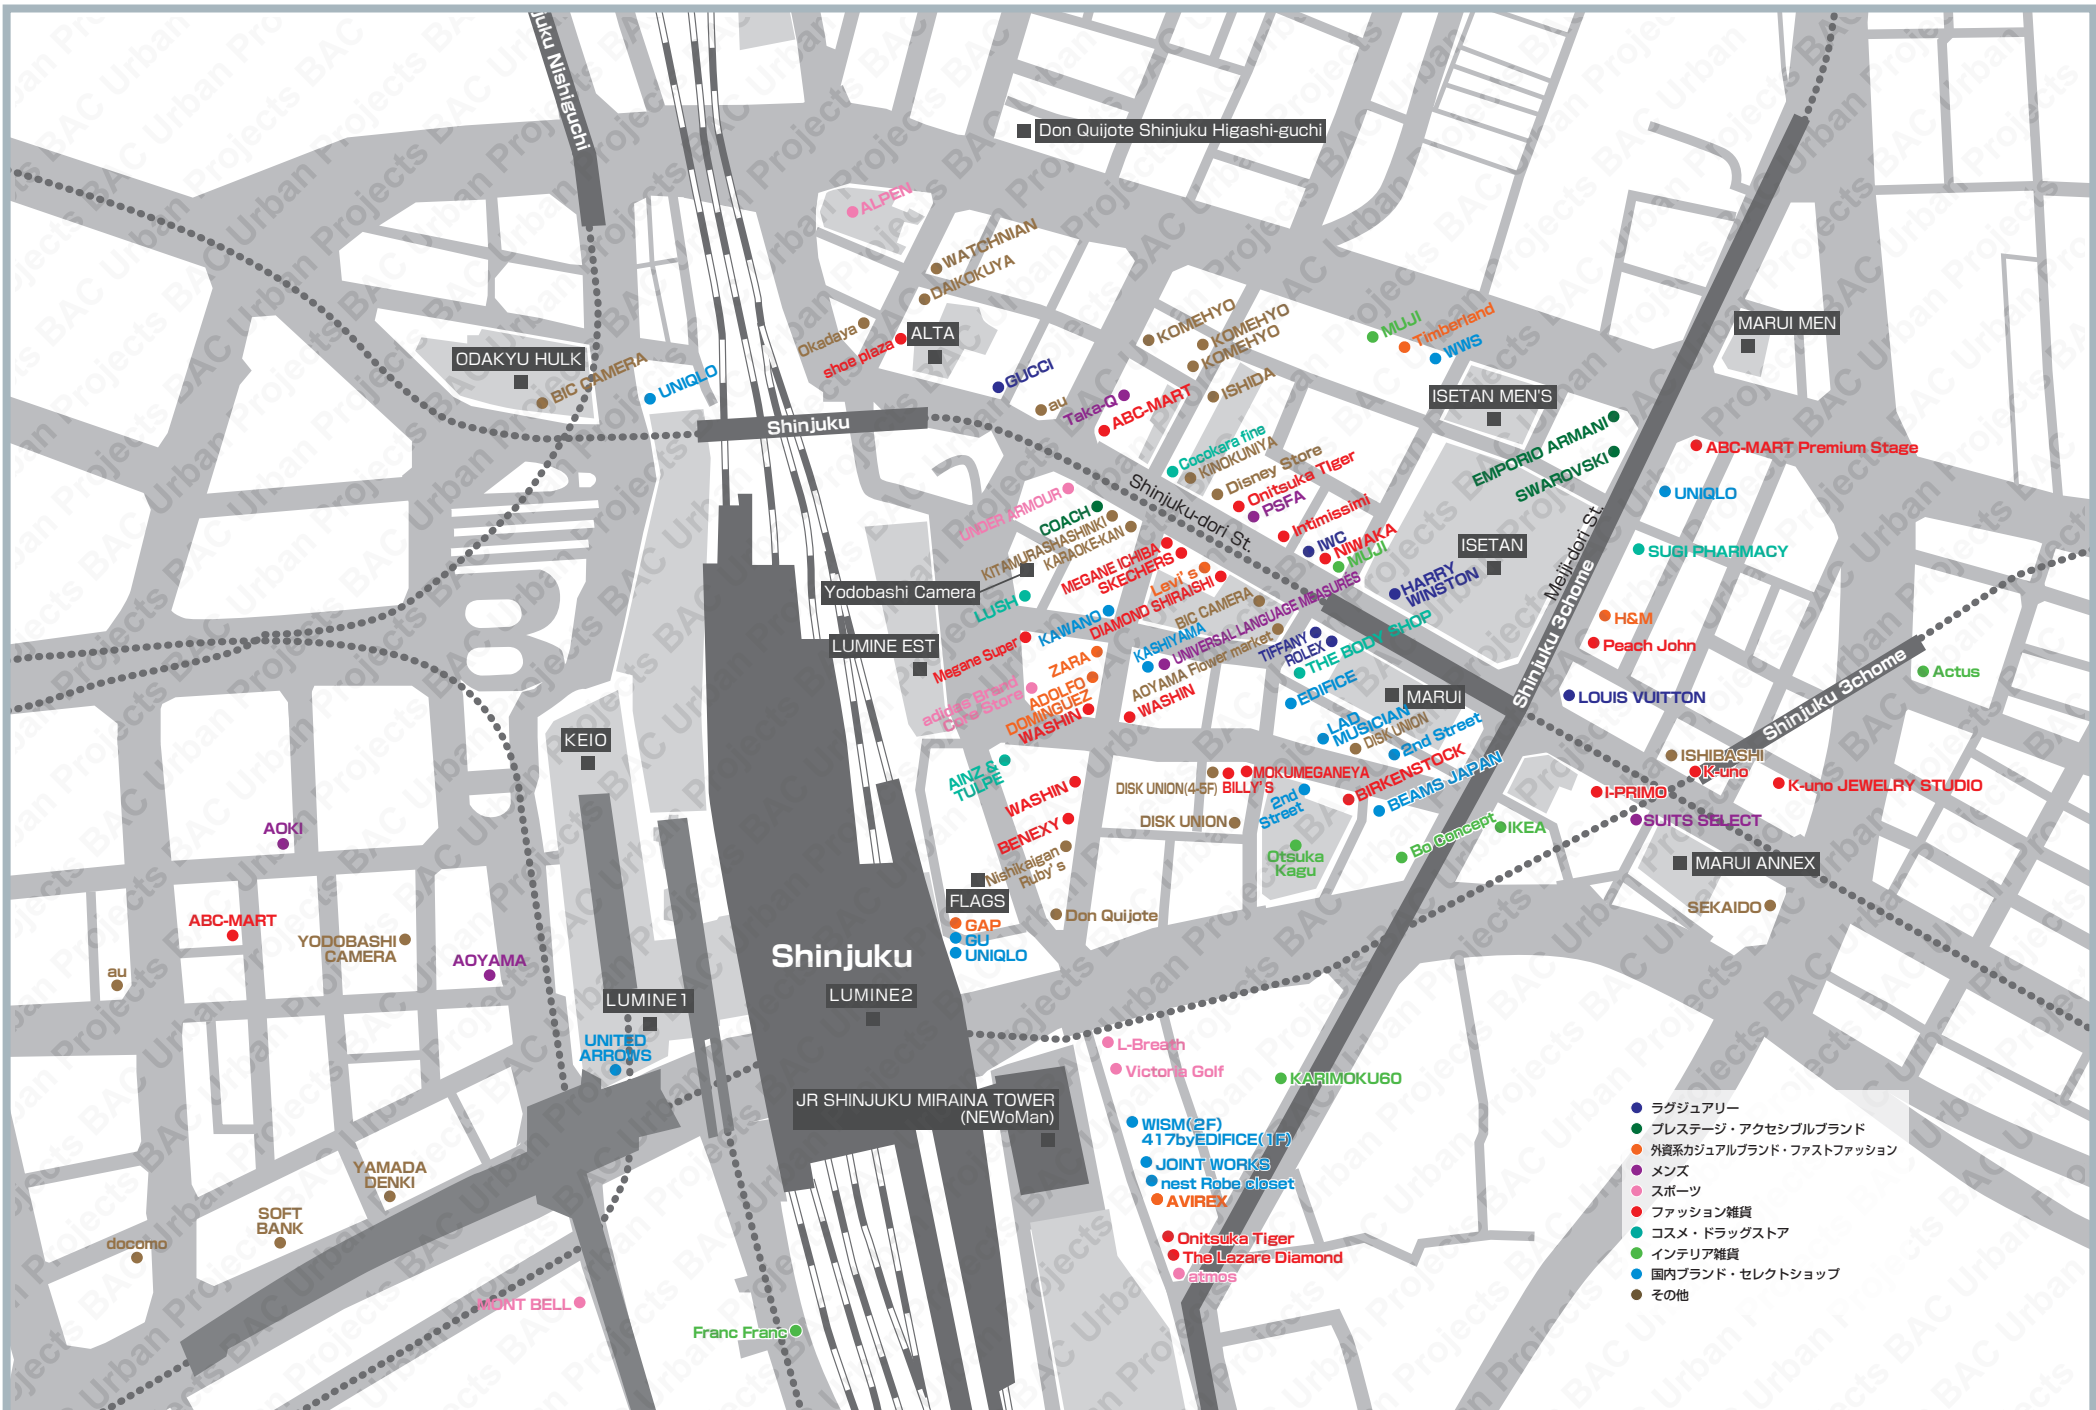 juku Nishiguchi
Don Quijote Shinjuku Higashi-guchi
ALPEN
WATCHNIAN
DAIKOKUYA
Okadaya
shoe plaza
ALTA
KOMEHYO
KOMEHYO
KOMEHYO
MUJI
Timberland
WWS
MARUI MEN
ODAKYU HULK
BIC CAMERA
UNIQLO
GUCCI
au
Taka-Q
ABC-MART
ISHIDA
ISETAN MEN'S
Shinjuku
Cocokara fine
KINOKUNIYA
Disney Store
Onitsuka TIger
PSFA
Intimissimi
IWC
NIWAKA
MUJI
EMPORIO ARMANI
SWAROVSKI
ABC-MART Premium Stage
UNIQLO
SUGI PHARMACY
Shinjuku-dori St.
Meiji-dori St.
UNDER ARMOUR
COACH
KITAMURASHASHINKI
KARAOKE-KAN
MEGANE ICHIBA
SKECHERS
Levi's
DIAMOND SHIRAISHI
ISETAN
HARRY
WINSTON
Yodobashi Camera
LUSH
KAWANO
BIC CAMERA
KASHIYAMA
UNIVERSAL LANGUAGE MEASURES
AOYAMA Flower market
TIFFANY
ROLEX
THE BODY SHOP
H&M
Peach John
Shinjuku 3chome
Shinjuku 3chome
Actus
LUMINE EST
Megane Super
ZARA
adidas Brand
Core Store
ADOLFO
DOMINGUEZ
WASHIN
WASHIN
EDIFICE
MARUI
LOUIS VUITTON
LAD
MUSICIAN
DISK UNION
2nd Street
KEIO
AINZ &
TULPE
WASHIN
DISK UNION(4-5F)
BILLY'S
MOKUMEGANEYA
BIRKENSTOCK
BEAMS JAPAN
2nd
Street
ISHIBASHI
K-uno
K-uno JEWELRY STUDIO
I-PRIMO
SUITS SELECT
BENEXY
DISK UNION
Bo Concept
IKEA
Otsuka
Kagu
MARUI ANNEX
AOKI
Nishikaigan
Ruby's
FLAGS
Don Quijote
SEKAIDO
ABC-MART
YODOBASHI
CAMERA
AOYAMA
au
GAP
GU
UNIQLO
Shinjuku
LUMINE2
LUMINE1
UNITED
ARROWS
L-Breath
Victoria Golf
KARIMOKU60
JR SHINJUKU MIRAINA TOWER
(NEWoMan)
WISM(2F)
417byEDIFICE(1F)
JOINT WORKS
nest Robe closet
AVIREX
YAMADA
DENKI
SOFT
BANK
docomo
Onitsuka Tiger
The Lazare Diamond
atmos
MONT BELL
Franc Franc
ラグジュアリー
プレステージ・アクセシブルブランド
外資系カジュアルブランド・ファストファッション
メンズ
スポーツ
ファッション雑貨
コスメ・ドラッグストア
インテリア雑貨
国内ブランド・セレクトショップ
その他
BAC Urban Projects